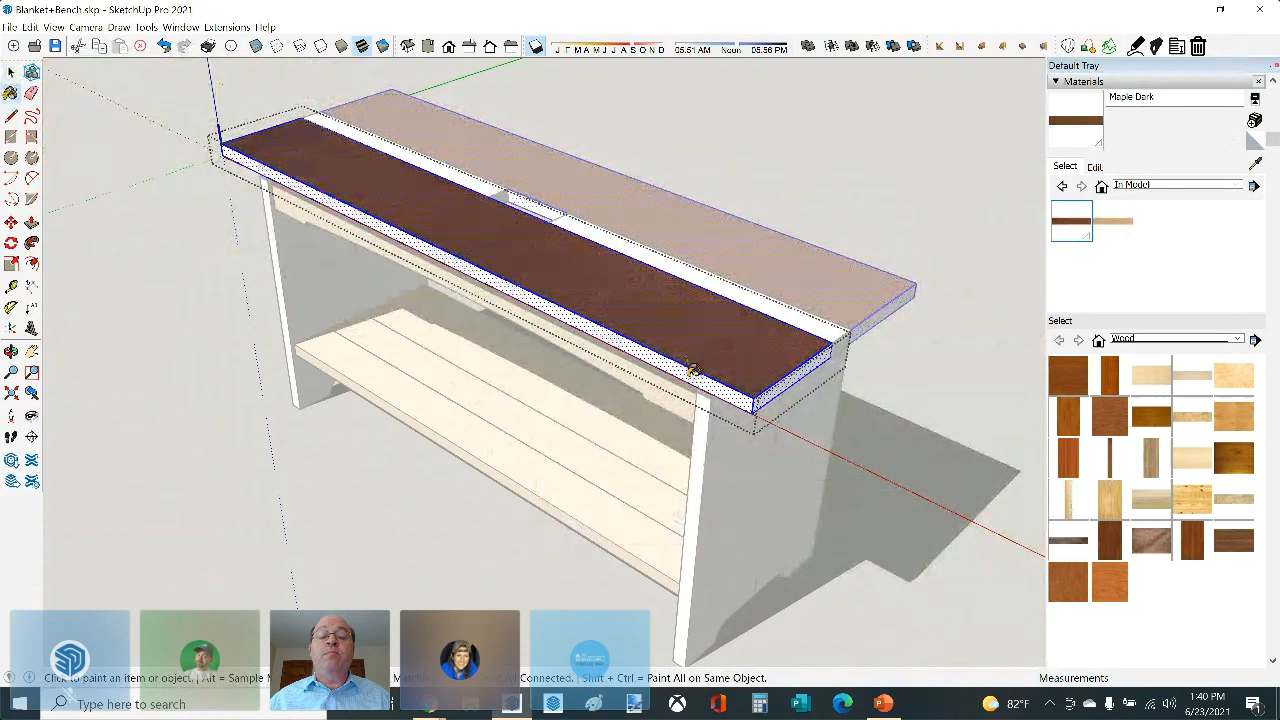 Blanket+Bench.skp - SketchUp Pro 2021
File Edit View Camera Draw Tools Window Extensions Help
J F M A M J J A S O N D 05:51 AM Noon 05:56 PM
Default Tray
Materials
Maple Dark
Select Edit
In Model
Select
Wood
Click to paint an item or object | Alt = Sample
All Connected. | Shift + Ctrl = Paint All on Same Object.
Measurements
Type here to search
82°F
1:40 PM
6/23/2021